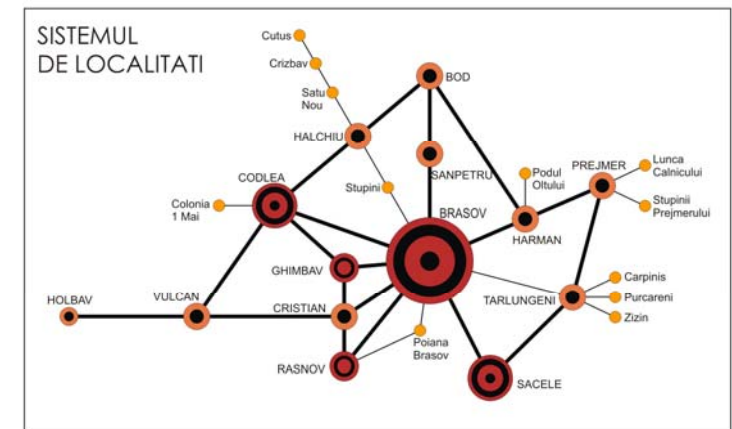 SISTEMUL
DE LOCALITATI
Cutus
Crizbav
Satu
Nou
BOD
HALCHIU
SANPETRU
Podul
Oltului
PREJMER
Lunca
Calnicului
Stupinii
Prejmerului
CODLEA
Stupini
Colonia
1 Mai
BRASOV
HARMAN
GHIMBAV
Carpinis
TARLUNGENI
Purcareni
Zizin
HOLBAV
VULCAN
CRISTIAN
Poiana
Brasov
RASNOV
SACELE